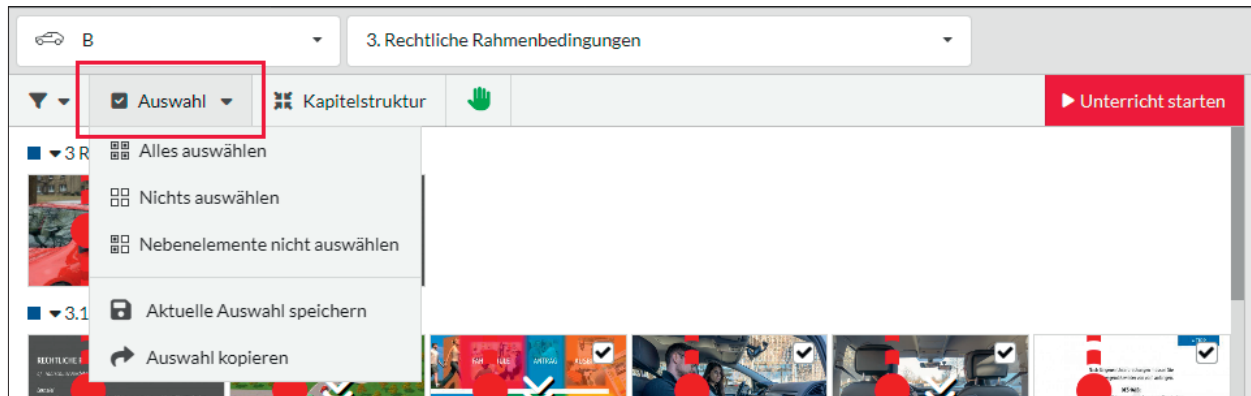 B
3. Rechtliche Rahmenbedingungen
Auswahl
Kapitelstruktur
Unterricht starten
3 R
Alles auswählen
Nichts auswählen
Nebenelemente nicht auswählen
3.1
Aktuelle Auswahl speichern
Auswahl kopieren
ANTRAG